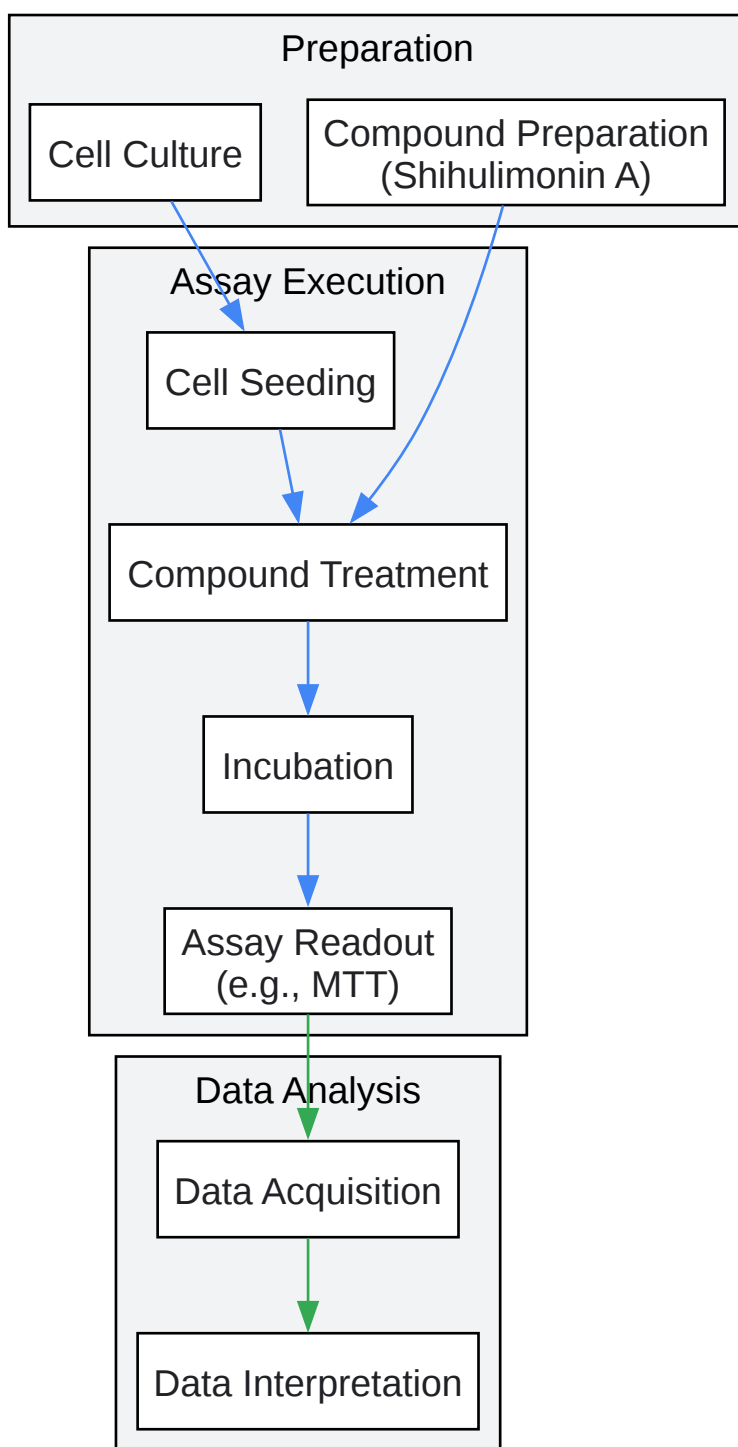 Preparation
Cell Culture
Compound Preparation
(Shihulimonin A)
Assay Execution
Cell Seeding
Compound Treatment
Incubation
Assay Readout
(e.g., MTT)
Data Analysis
Data Acquisition
Data Interpretation